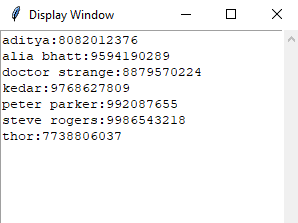 Display Window
aditya:8082012376
alia bhatt:9594190289
doctor strange:8879570224
kedar:9768627809
peter parker:992087655
steve rogers:9986543218
thor:7738806037